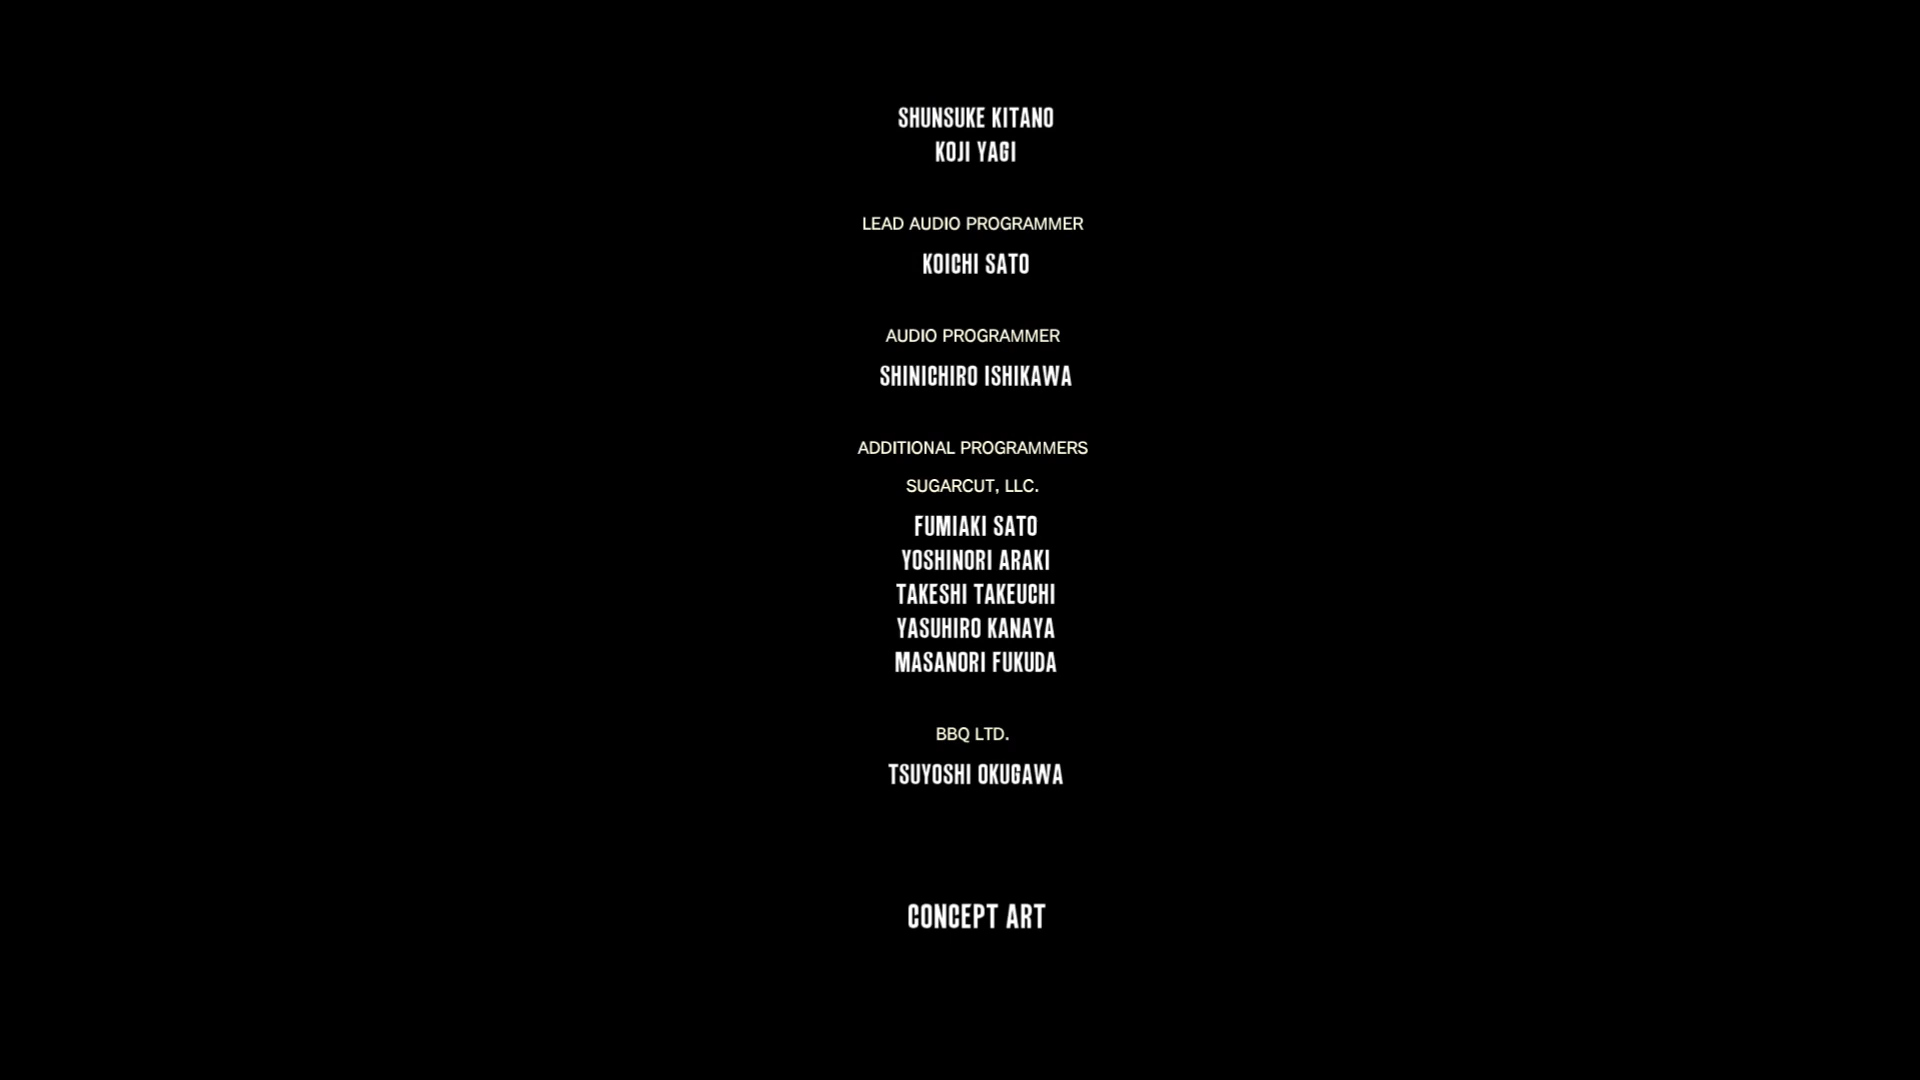 SHUNSUKE KITANO
KOJI YAGI
LEAD AUDIO PROGRAMMER
KOICHI SATO
AUDIO PROGRAMMER
SHINICHIRO ISHIKAWA
ADDITIONAL PROGRAMMERS
SUGARCUT, LLC.
FUMIAKI SATO
YOSHINORI ARAKI
TAKESHI TAKEUCHI
YASUHIRO KANAYA
MASANORI FUKUDA
BBQ LTD.
TSUYOSHI OKUGAWA
CONCEPT ART